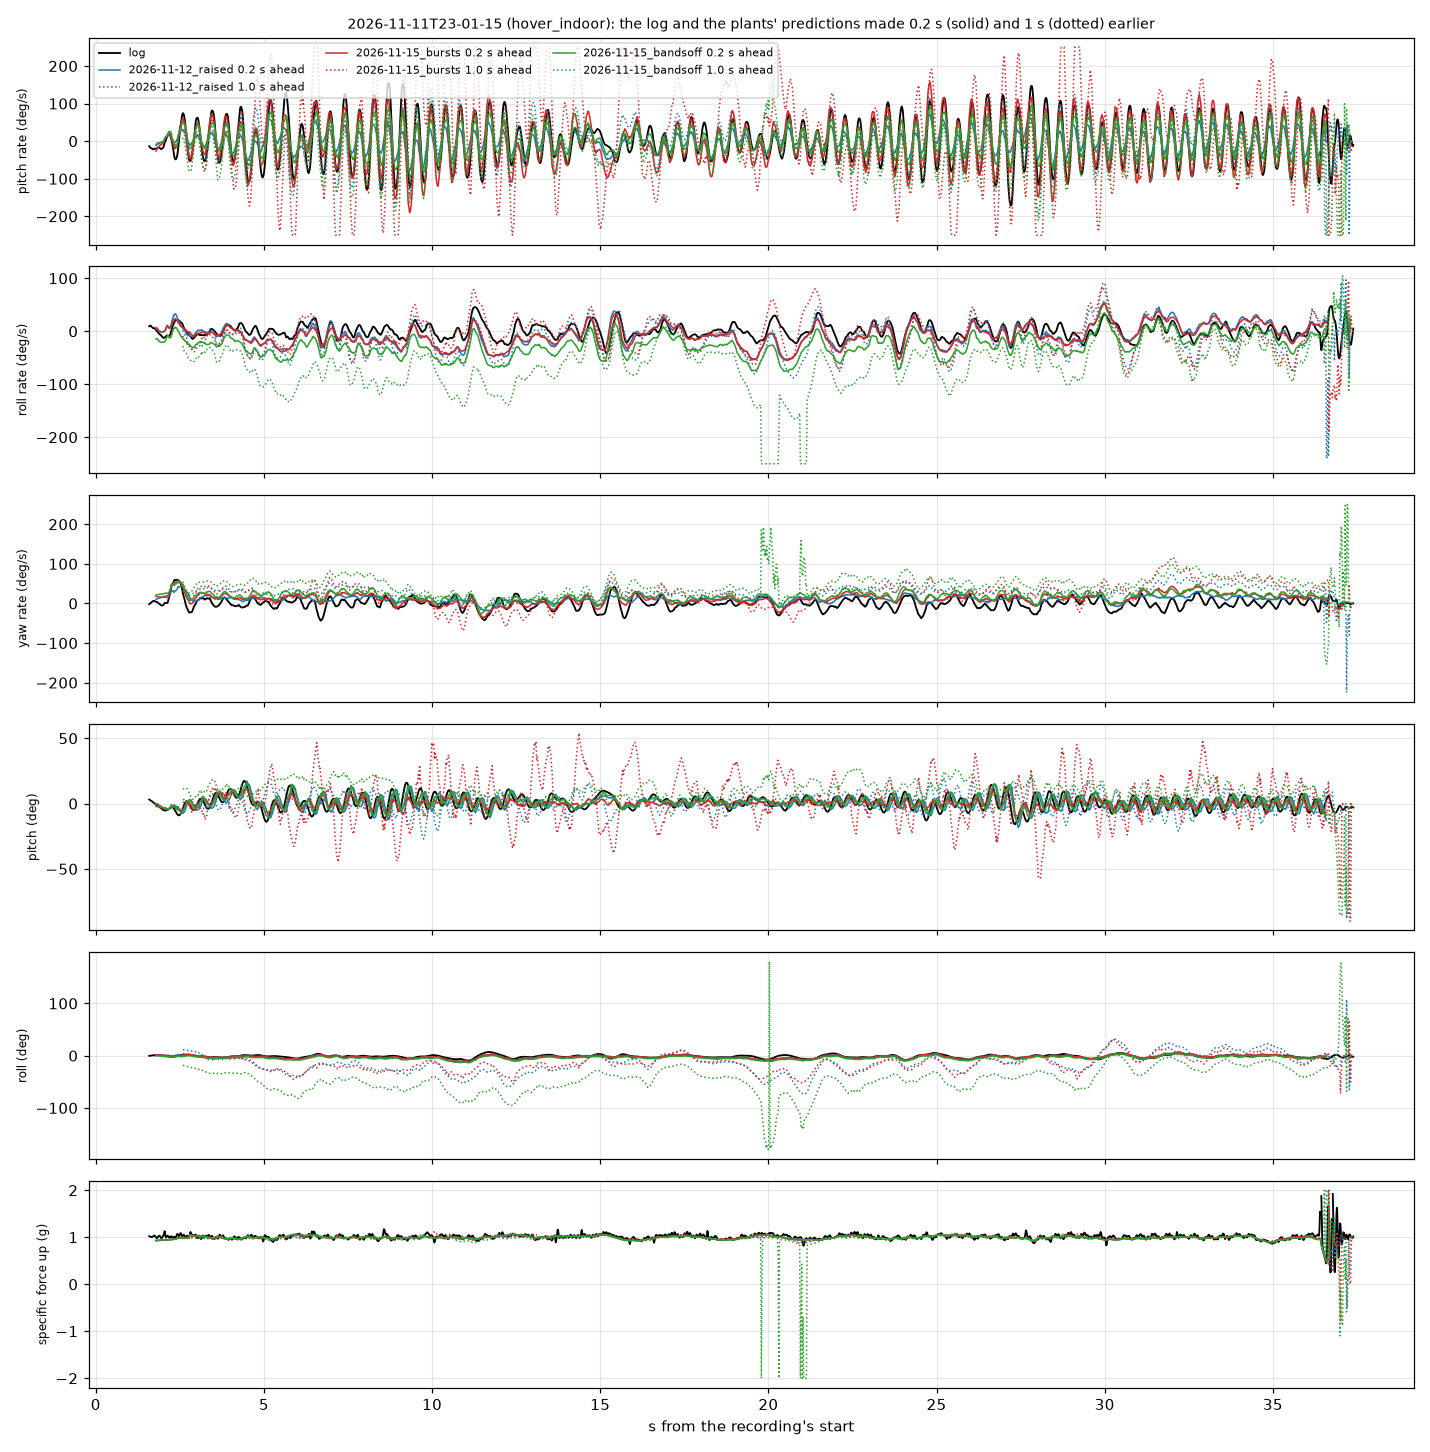 2026-11-11T23-01-15 (hover_indoor): the log and the plants' predictions made 0.2 s (solid) and 1 s (dotted) earlier
log
2026-11-12_raised 0.2 s ahead
2026-11-12_raised 1.0 s ahead
2026-11-15_bursts 0.2 s ahead
2026-11-15_bursts 1.0 s ahead
2026-11-15_bandsoff 0.2 s ahead
2026-11-15_bandsoff 1.0 s ahead
pitch rate (deg/s)
200
100
0
−100
−200
roll rate (deg/s)
100
0
−100
−200
yaw rate (deg/s)
200
100
0
−100
−200
pitch (deg)
50
0
−50
roll (deg)
100
0
−100
specific force up (g)
2
1
0
−1
−2
0 5 10 15 20 25 30 35
s from the recording's start